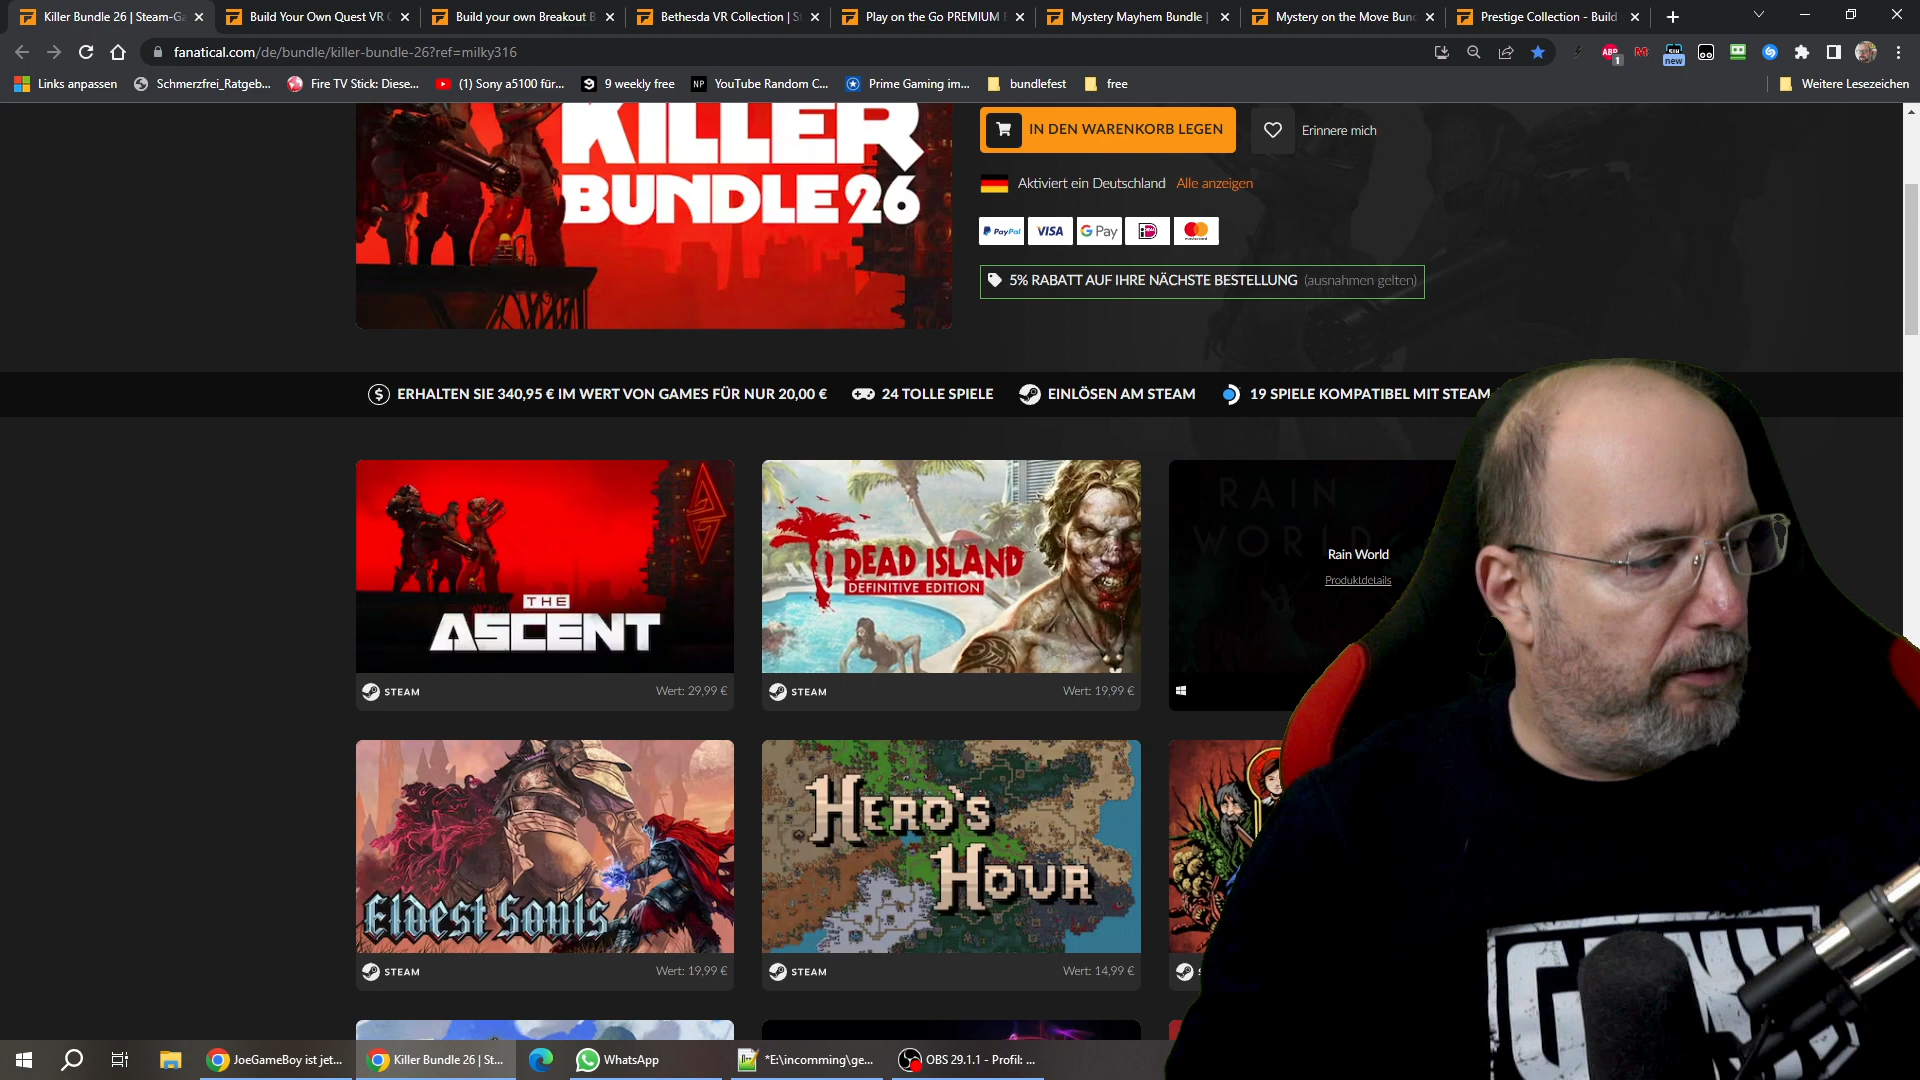 Killer Bundle 26 | Steam-Ga
Build Your Own Quest VR C
Build your own Breakout B
Bethesda VR Collection | S
Play on the Go PREMIUM
Mystery Mayhem Bundle |
Mystery on the Move Bun
Prestige Collection - Build
fanatical.com/de/bundle/killer-bundle-26?ref=milky316
ABP
1
new
Links anpassen
Schmerzfrei_Ratgeb...
Fire TV Stick: Diese...
(1) Sony a5100 für...
9 weekly free
NP
YouTube Random C...
Prime Gaming im...
bundlefest
free
Weitere Lesezeichen
KILLER
BUNDLE 26
IN DEN WARENKORB LEGEN
Erinnere mich
Aktiviert ein Deutschland Alle anzeigen
PayPal VISA G Pay iDEAL mastercard
5% RABATT AUF IHRE NÄCHSTE BESTELLUNG (ausnahmen gelten)
ERHALTEN SIE 340,95 € IM WERT VON GAMES FÜR NUR 20,00 €
24 TOLLE SPIELE
EINLÖSEN AM STEAM
19 SPIELE KOMPATIBEL MIT STEAM
THE
ASCENT
DEAD ISLAND
DEFINITIVE EDITION
RAIN
WORLD
Rain World
Produktdetails
STEAM
Wert: 29,99 €
STEAM
Wert: 19,99 €
Eldest Souls
HERO'S
HOUR
STEAM
Wert: 19,99 €
STEAM
Wert: 14,99 €
JoeGameBoy ist jet...
Killer Bundle 26 | St...
WhatsApp
*E:\incomming\ge...
OBS 29.1.1 - Profil: ...